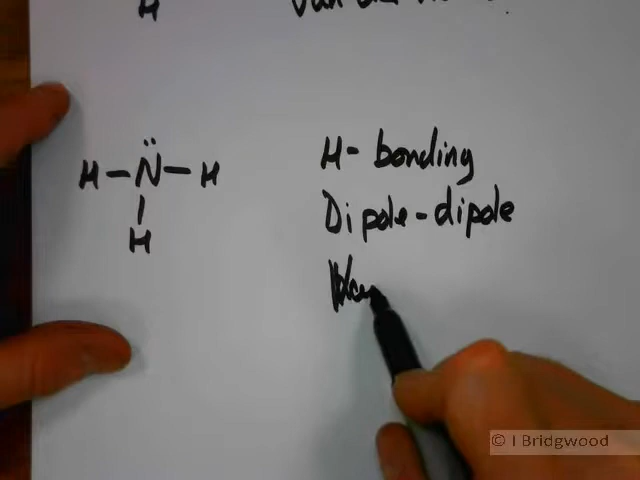 H
H - N̈ - H
H
H- bonding
Dipole-dipole
© I Bridgwood